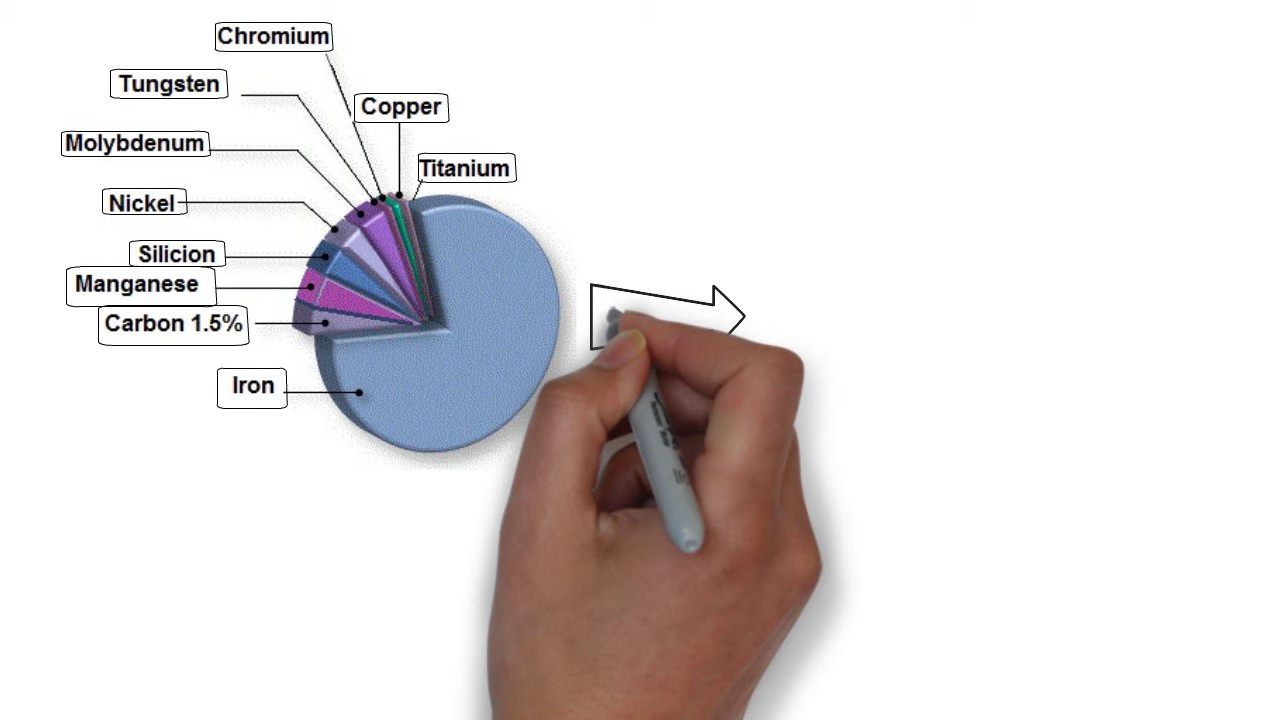 Chromium
Tungsten
Copper
Molybdenum
Titanium
Nickel
Silicion
Manganese
Carbon 1.5%
Iron